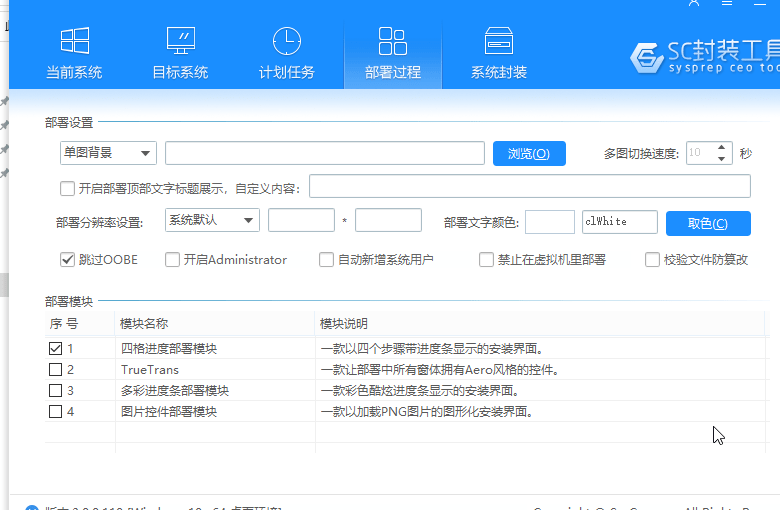 当前系统
目标系统
计划任务
部署过程
系统封装
SC封装工具
sysprep ceo too
部署设置
单图背景
浏览(O)
多图切换速度: 10 秒
开启部署顶部文字标题展示，自定义内容:
部署分辨率设置: 系统默认 * 部署文字颜色: clWhite 取色(C)
跳过OOBE 开启Administrator 自动新增系统用户 禁止在虚拟机里部署 校验文件防篡改
部署模块
序 号 模块名称 模块说明
1 四格进度部署模块 一款以四个步骤带进度条显示的安装界面。
2 TrueTrans 一款让部署中所有窗体拥有Aero风格的控件。
3 多彩进度条部署模块 一款彩色酷炫进度条显示的安装界面。
4 图片控件部署模块 一款以加载PNG图片的图形化安装界面。